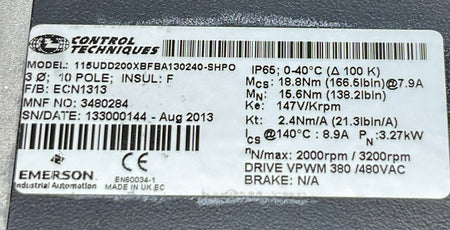 CONTROL
TECHNIQUES
MODEL: 115UDD200XBFBA130240-SHPO
3 Ø; 10 POLE; INSUL: F
F/B: ECN1313
MNF NO: 3480284
SN/DATE: 133000144 - Aug 2013
EMERSON
Industrial Automation
CE
EN60034-1
MADE IN UK.EC
IP65; 0-40°C (Δ 100 K)
MCS: 18.8Nm (166.5lbin)@7.9A
MN: 15.6Nm (138.2lbin)
Ke: 147V/Krpm
Kt: 2.4Nm/A (21.3lbin/A)
ICS @140°C : 8.9A PN:3.27kW
nN/max: 2000rpm / 3200rpm
DRIVE VPWM 380 /480VAC
BRAKE: N/A